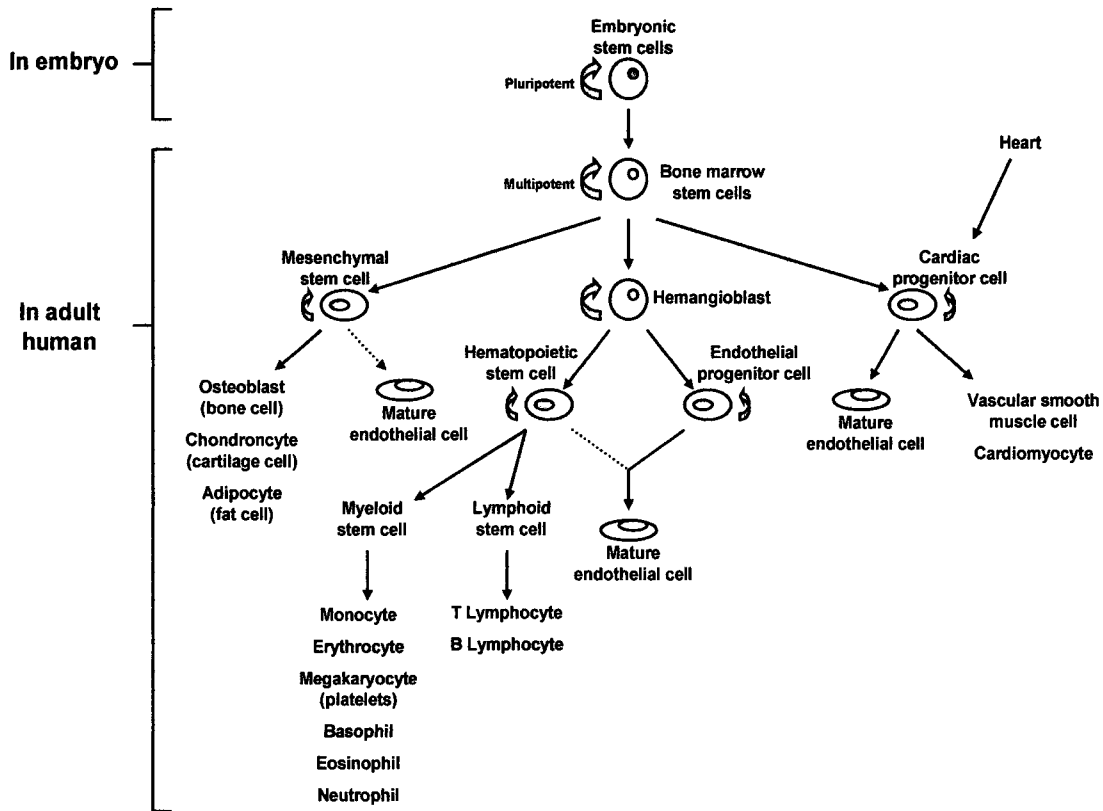 Embryonic
stem cells
In embryo
Pluripotent
Heart
Multipotent
Bone marrow
stem cells
Mesenchymal
stem cell
Cardiac
progenitor cell
Hemangioblast
In adult
human
Hematopoietic
stem cell
Endothelial
progenitor cell
Osteoblast
(bone cell)
Chondroncyte
(cartilage cell)
Adipocyte
(fat cell)
Mature
endothelial cell
Mature
endothelial cell
Vascular smooth
muscle cell
Cardiomyocyte
Myeloid
stem cell
Lymphoid
stem cell
Mature
endothelial cell
Monocyte
Erythrocyte
Megakaryocyte
(platelets)
Basophil
Eosinophil
Neutrophil
T Lymphocyte
B Lymphocyte